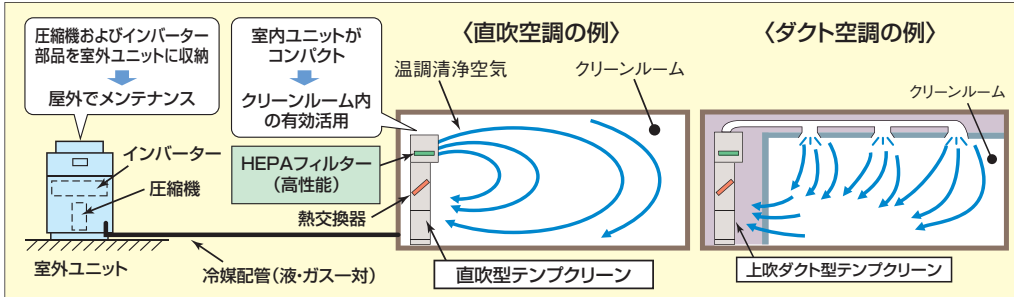 圧縮機およびインバーター
部品を室外ユニットに収納
屋外でメンテナンス
インバーター
圧縮機
室外ユニット
冷媒配管(液・ガス一対)
室内ユニットが
コンパクト
クリーンルーム内
の有効活用
HEPAフィルター
(高性能)
熱交換器
〈直吹空調の例〉
温調清浄空気
クリーンルーム
直吹型テンプクリーン
〈ダクト空調の例〉
クリーンルーム
上吹ダクト型テンプクリーン